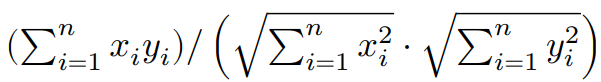 (∑_{i=1}^{n} x_i y_i) / (√(∑_{i=1}^{n} x_i^2) · √(∑_{i=1}^{n} y_i^2))